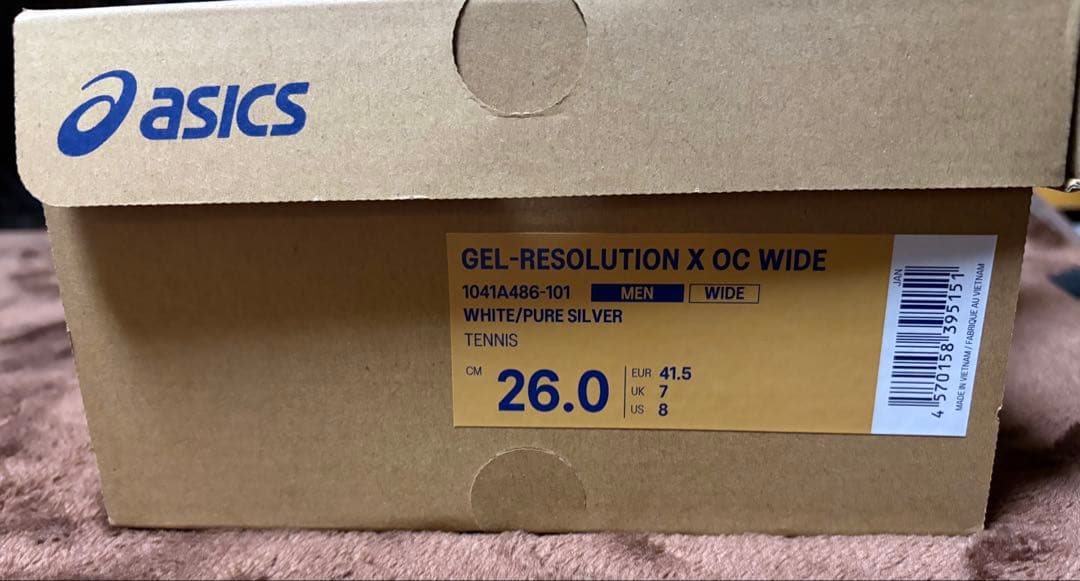 asics
GEL-RESOLUTION X OC WIDE
1041A486-101 MEN WIDE
WHITE/PURE SILVER
TENNIS
CM 26.0
EUR 41.5
UK 7
US 8
JAN
4 570158 395151
MADE IN VIETNAM / FABRIQUE AU VIETNAM